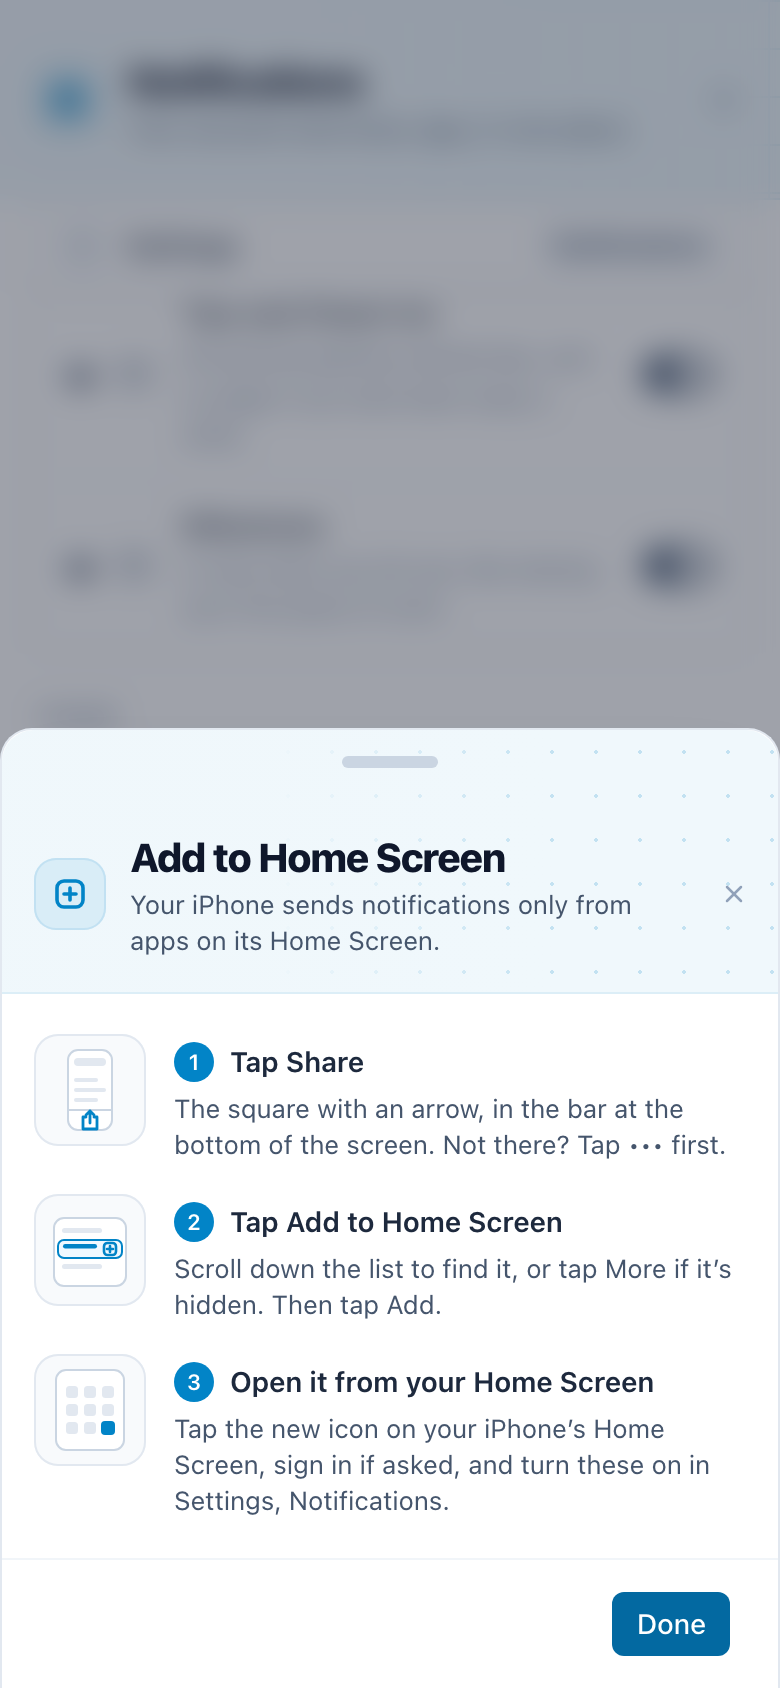 Add to Home Screen
Your iPhone sends notifications only from
apps on its Home Screen.
1 Tap Share
The square with an arrow, in the bar at the
bottom of the screen. Not there? Tap ••• first.
2 Tap Add to Home Screen
Scroll down the list to find it, or tap More if it’s
hidden. Then tap Add.
3 Open it from your Home Screen
Tap the new icon on your iPhone’s Home
Screen, sign in if asked, and turn these on in
Settings, Notifications.
Done